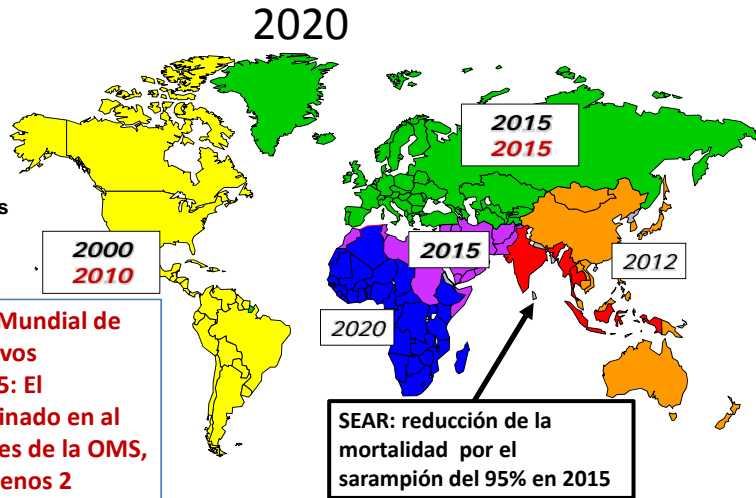 2020
2015
2015
s
2000
2010
2015
2012
2020
Mundial de
vos
5: El
inado en al
es de la OMS,
enos 2
SEAR: reducción de la
mortalidad por el
sarampión del 95% en 2015